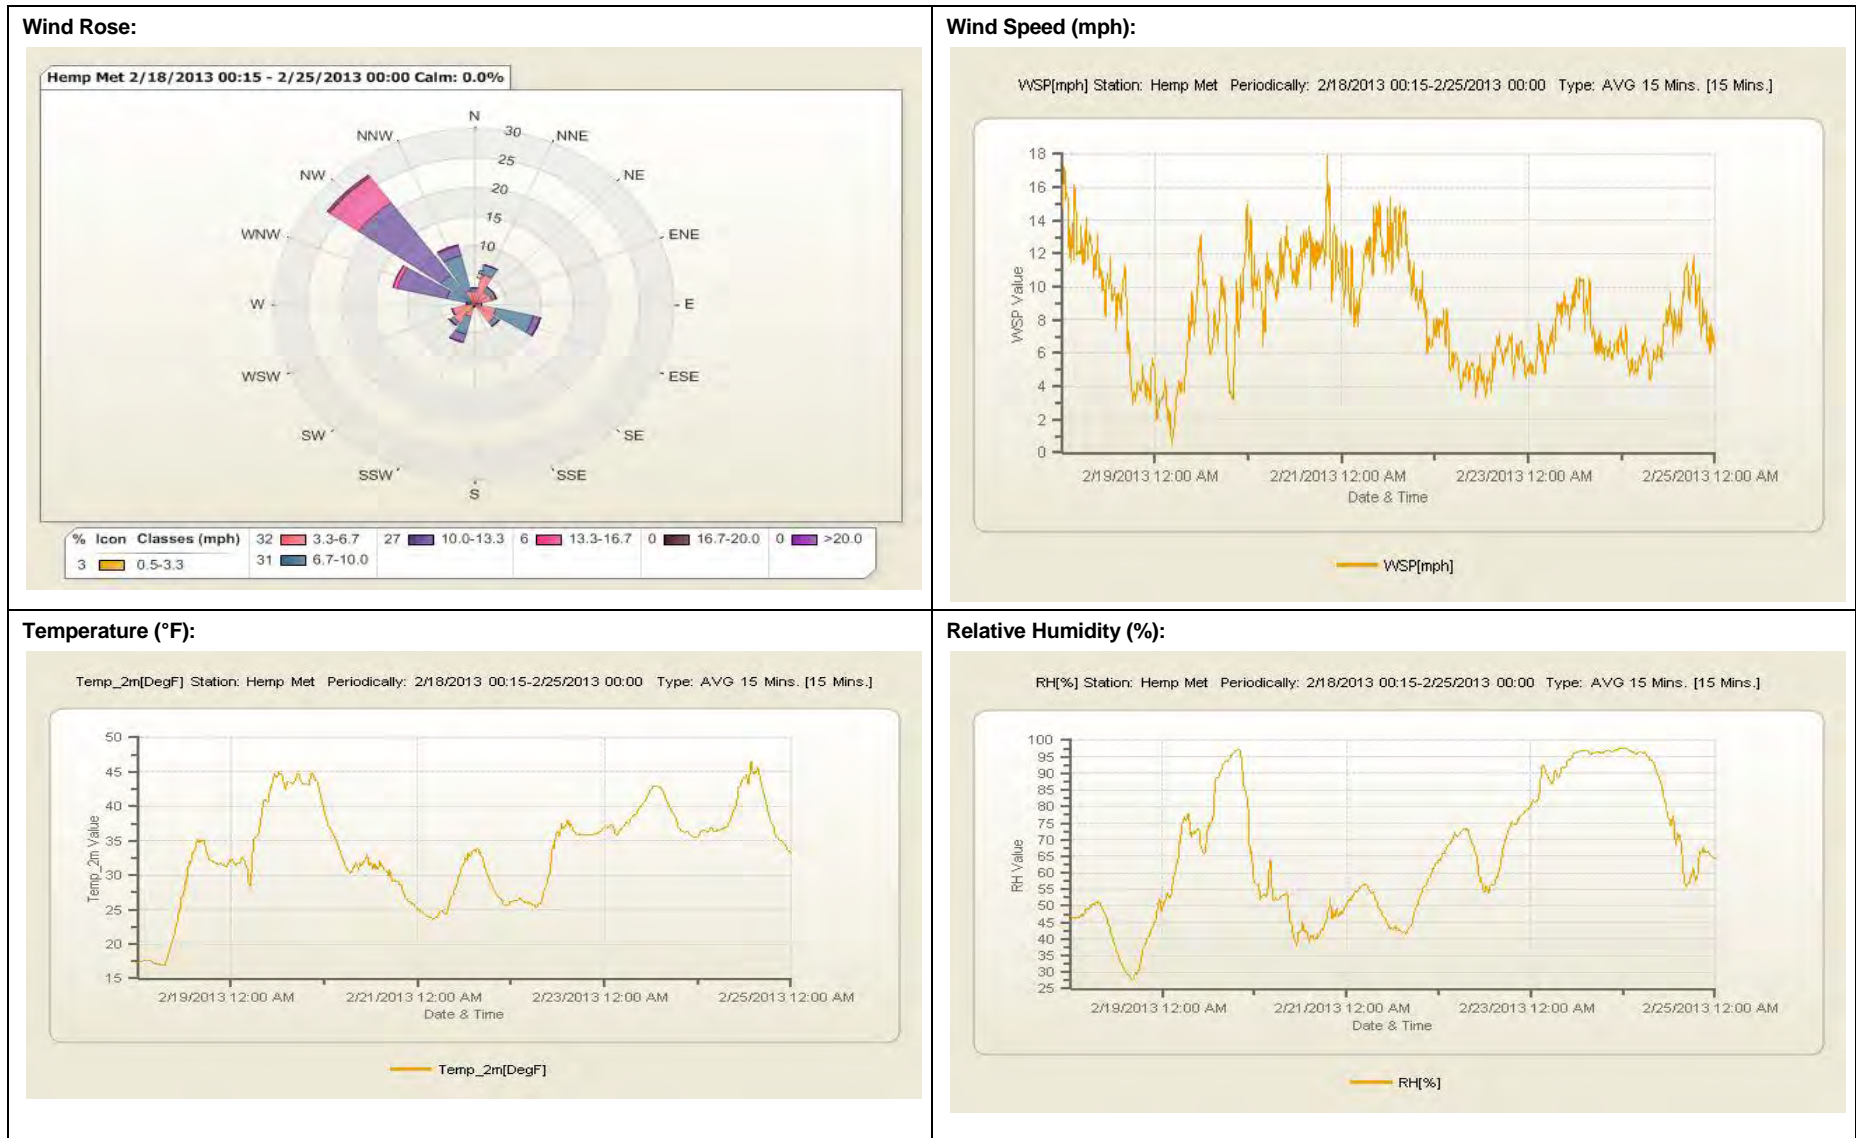 Wind Rose:
Hemp Met 2/18/2013 00:15 - 2/25/2013 00:00 Calm: 0.0%
N
NNE
NE
ENE
E
ESE
SE
SSE
S
SSW
SW
WSW
W
WNW
NW
NNW
30
25
20
15
10
% Icon Classes (mph) 32 3.3-6.7 27 10.0-13.3 6 13.3-16.7 0 16.7-20.0 0 >20.0
3 0.5-3.3 31 6.7-10.0
Wind Speed (mph):
WSP[mph] Station: Hemp Met Periodically: 2/18/2013 00:15-2/25/2013 00:00 Type: AVG 15 Mins. [15 Mins.]
WSP Value
18
16
14
12
10
8
6
4
2
0
2/19/2013 12:00 AM 2/21/2013 12:00 AM 2/23/2013 12:00 AM 2/25/2013 12:00 AM
Date & Time
WSP[mph]
Temperature (°F):
Temp_2m[DegF] Station: Hemp Met Periodically: 2/18/2013 00:15-2/25/2013 00:00 Type: AVG 15 Mins. [15 Mins.]
Temp_2m Value
50
45
40
35
30
25
20
15
2/19/2013 12:00 AM 2/21/2013 12:00 AM 2/23/2013 12:00 AM 2/25/2013 12:00 AM
Date & Time
Temp_2m[DegF]
Relative Humidity (%):
RH[%] Station: Hemp Met Periodically: 2/18/2013 00:15-2/25/2013 00:00 Type: AVG 15 Mins. [15 Mins.]
RH Value
100
95
90
85
80
75
70
65
60
55
50
45
40
35
30
25
2/19/2013 12:00 AM 2/21/2013 12:00 AM 2/23/2013 12:00 AM 2/25/2013 12:00 AM
Date & Time
RH[%]